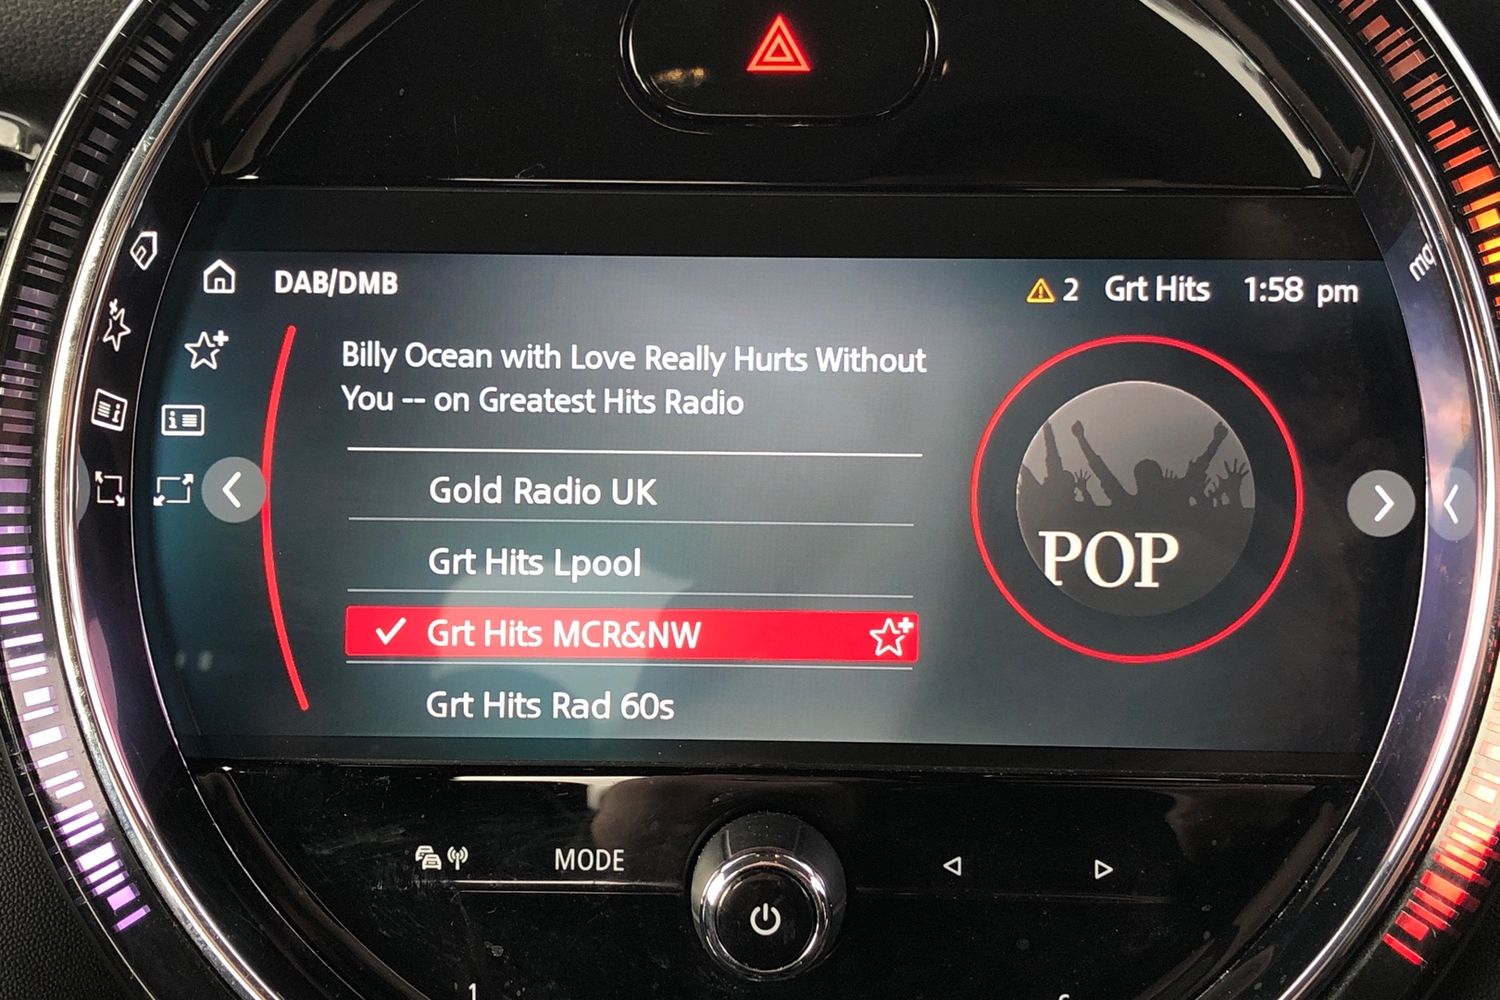 DAB/DMB
2 Grt Hits 1:58 pm
Billy Ocean with Love Really Hurts Without
You -- on Greatest Hits Radio
Gold Radio UK
Grt Hits Lpool
Grt Hits MCR&NW
Grt Hits Rad 60s
POP
MODE
1